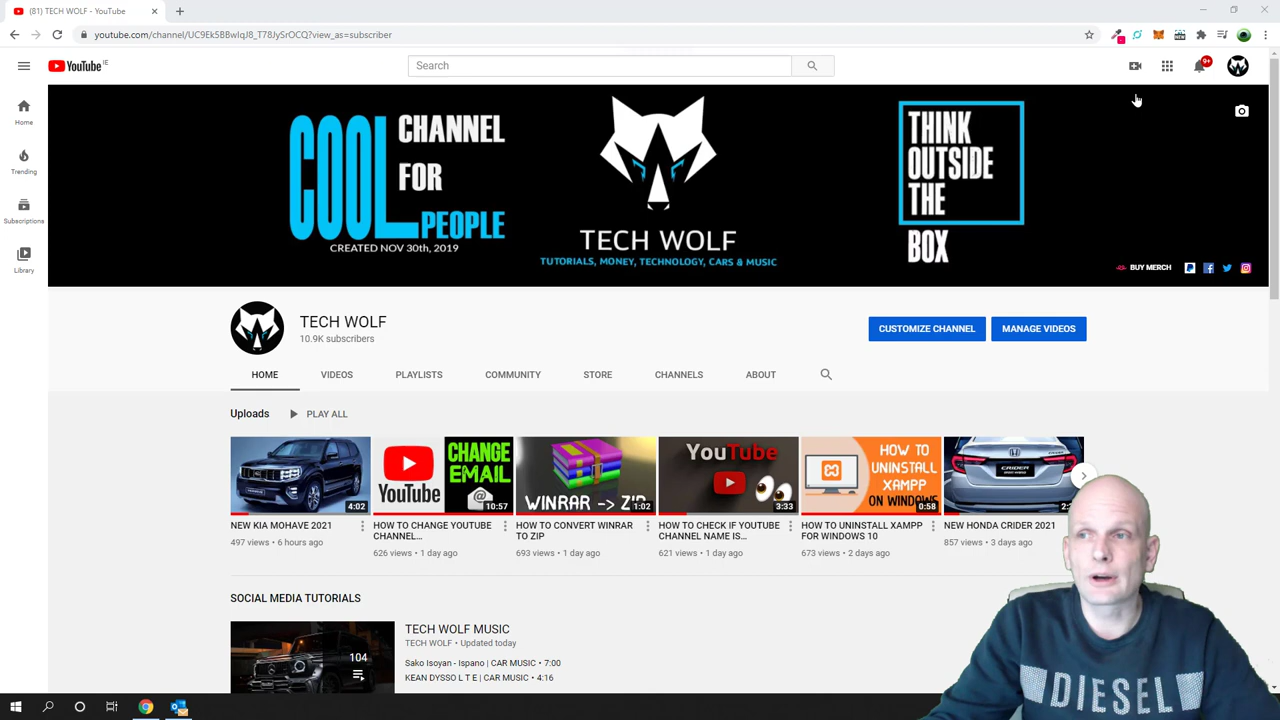 (81) TECH WOLF - YouTube
youtube.com/channel/UC9Ek5BBwIqJ8_T78JySrOCQ?view_as=subscriber
YouTube IE
Search
9+
Home
Trending
Subscriptions
Library
COOL CHANNEL FOR PEOPLE
CREATED NOV 30th, 2019
TECH WOLF
TUTORIALS, MONEY, TECHNOLOGY, CARS & MUSIC
THINK
OUTSIDE
THE
BOX
BUY MERCH
TECH WOLF
10.9K subscribers
CUSTOMIZE CHANNEL
MANAGE VIDEOS
HOME VIDEOS PLAYLISTS COMMUNITY STORE CHANNELS ABOUT
Uploads PLAY ALL
4:02
NEW KIA MOHAVE 2021
497 views • 6 hours ago
YouTube
CHANGE
EMAIL
10:57
HOW TO CHANGE YOUTUBE
CHANNEL...
626 views • 1 day ago
WINRAR -> ZIP
1:02
HOW TO CONVERT WINRAR
TO ZIP
693 views • 1 day ago
YouTube
3:33
HOW TO CHECK IF YOUTUBE
CHANNEL NAME IS...
621 views • 1 day ago
HOW TO
UNINSTALL
XAMPP
ON WINDOWS
0:58
HOW TO UNINSTALL XAMPP
FOR WINDOWS 10
673 views • 2 days ago
CRIDER
NEW HONDA CRIDER 2021
857 views • 3 days ago
SOCIAL MEDIA TUTORIALS
104
TECH WOLF MUSIC
TECH WOLF • Updated today
Sako Isoyan - Ispano | CAR MUSIC • 7:00
KEAN DYSSO L T E | CAR MUSIC • 4:16
DIESEL